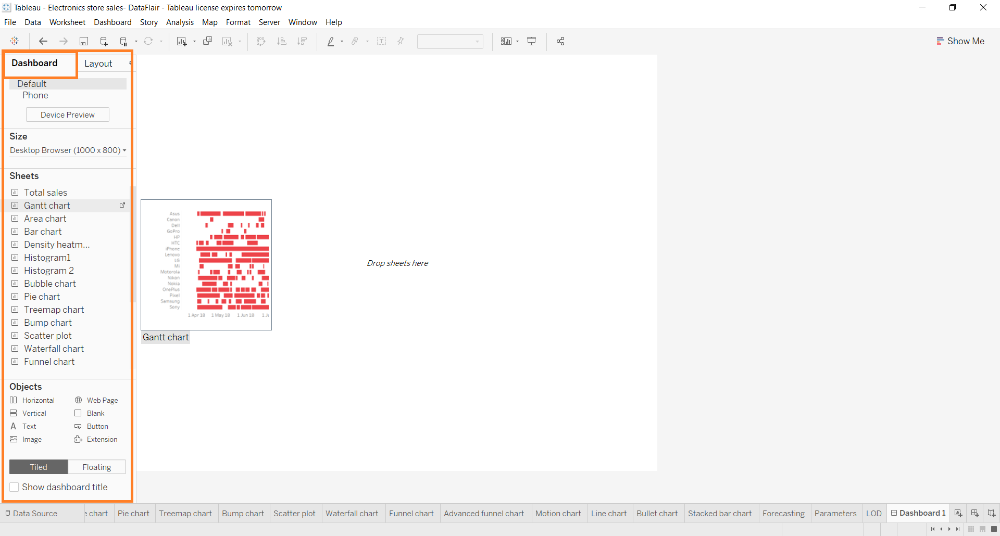 Tableau - Electronics store sales- DataFlair - Tableau license expires tomorrow
File Data Worksheet Dashboard Story Analysis Map Format Server Window Help
Show Me
Dashboard Layout
Default
Phone
Device Preview
Size
Desktop Browser (1000 x 800)
Sheets
Total sales
Gantt chart
Area chart
Bar chart
Density heatm...
Histogram1
Histogram 2
Bubble chart
Pie chart
Treemap chart
Bump chart
Scatter plot
Waterfall chart
Funnel chart
Objects
Horizontal Web Page
Vertical Blank
Text Button
Image Extension
Tiled Floating
Show dashboard title
Asus
Canon
Dell
GoPro
HP
HTC
iPhone
Lenovo
LG
Mi
Motorola
Nikon
Nokia
OnePlus
Pixel
Samsung
Sony
1 Apr 18 1 May 18 1 Jun 18
Gantt chart
Drop sheets here
Data Source e chart Pie chart Treemap chart Bump chart Scatter plot Waterfall chart Funnel chart Advanced funnel chart Motion chart Line chart Bullet chart Stacked bar chart Forecasting Parameters LOD Dashboard 1